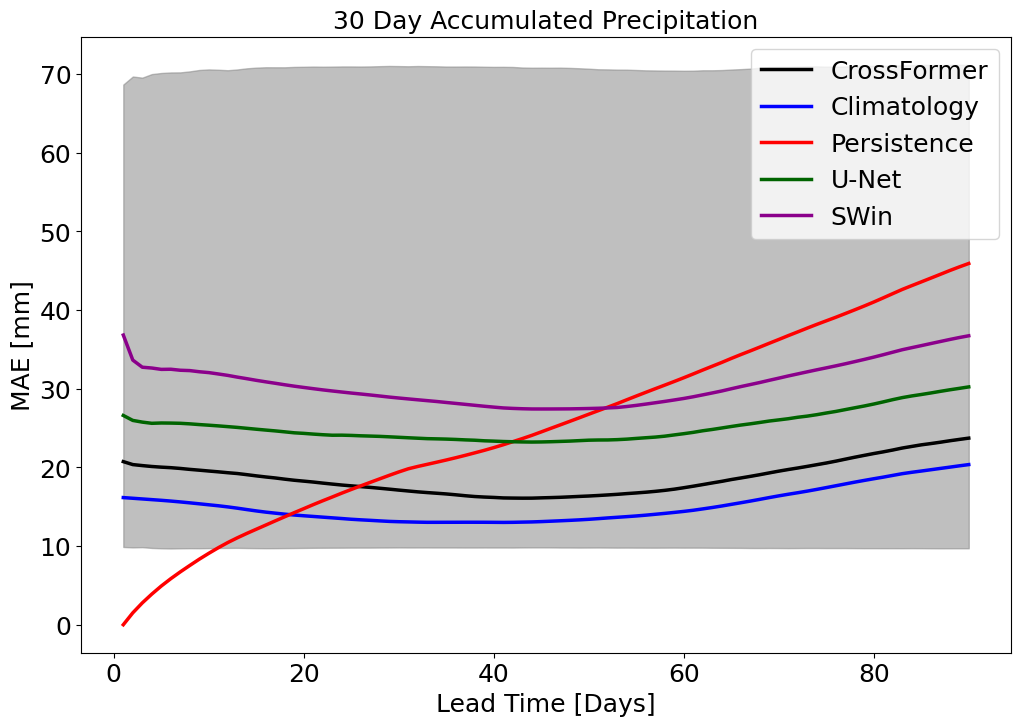 30 Day Accumulated Precipitation
MAE [mm]
70
60
50
40
30
20
10
0
0 20 40 60 80
Lead Time [Days]
CrossFormer
Climatology
Persistence
U-Net
SWin